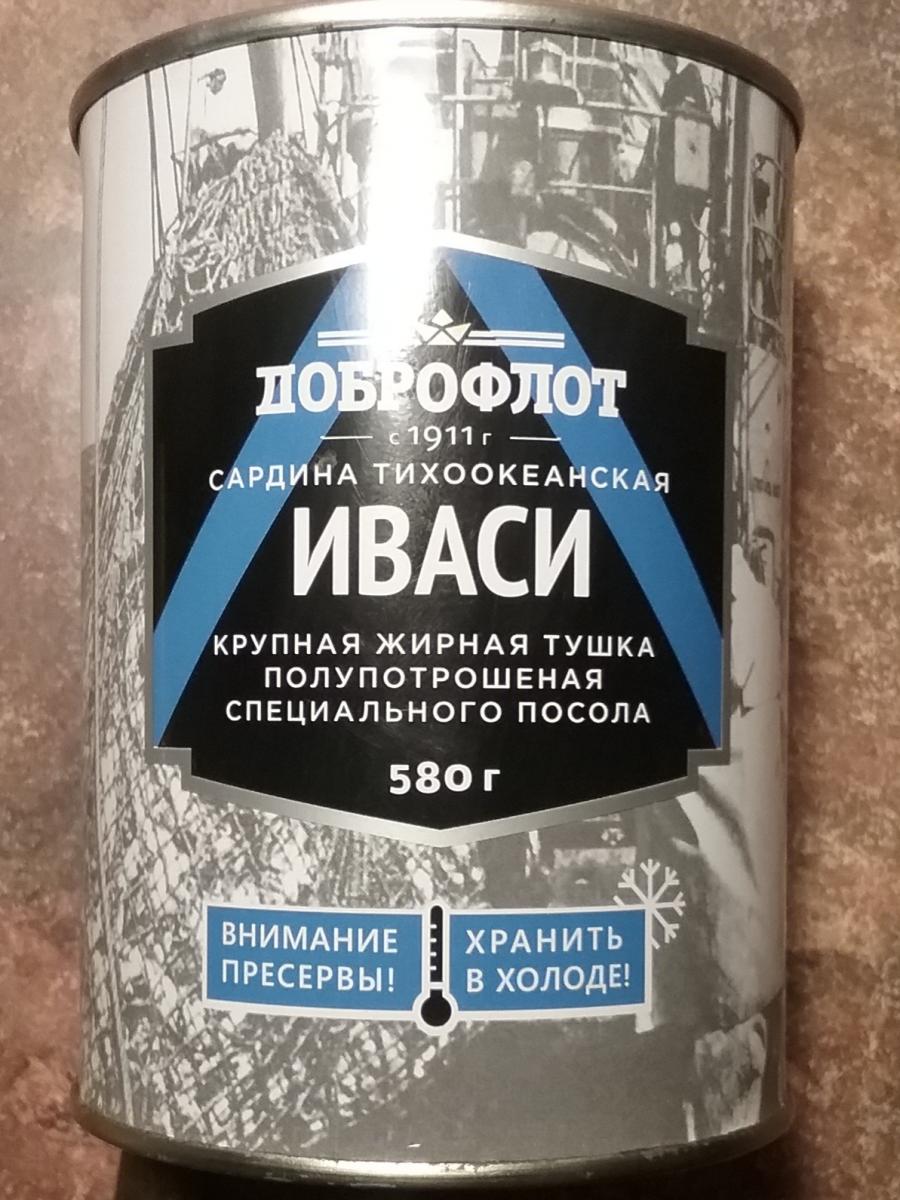 ДОБРОФЛОТ
с 1911 г
САРДИНА ТИХООКЕАНСКАЯ
ИВАСИ
КРУПНАЯ ЖИРНАЯ ТУШКА
ПОЛУПОТРОШЕНАЯ
СПЕЦИАЛЬНОГО ПОСОЛА
580 г
ВНИМАНИЕ
ПРЕСЕРВЫ!
ХРАНИТЬ
В ХОЛОДЕ!